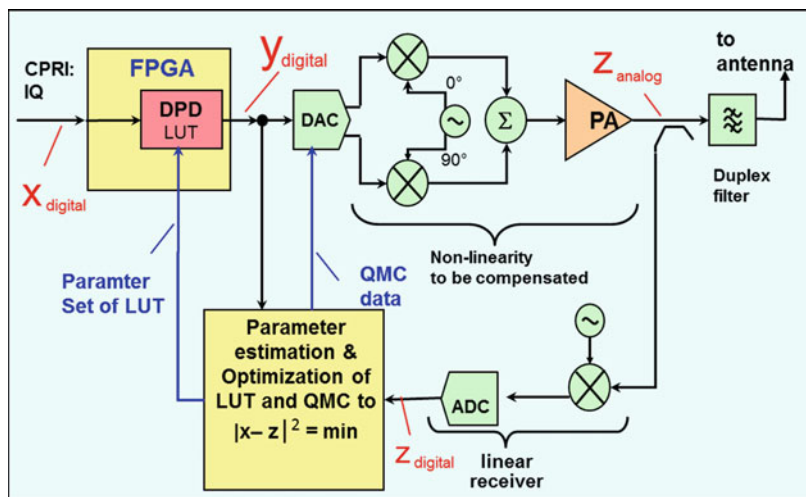 CPRI:
IQ
FPGA
DPD
LUT
y digital
x digital
DAC
0°
90°
Σ
PA
z analog
to
antenna
Duplex
filter
Non-linearity
to be compensated
Paramter
Set of LUT
QMC
data
Parameter
estimation &
Optimization of
LUT and QMC to
|x– z|² = min
ADC
z digital
linear
receiver